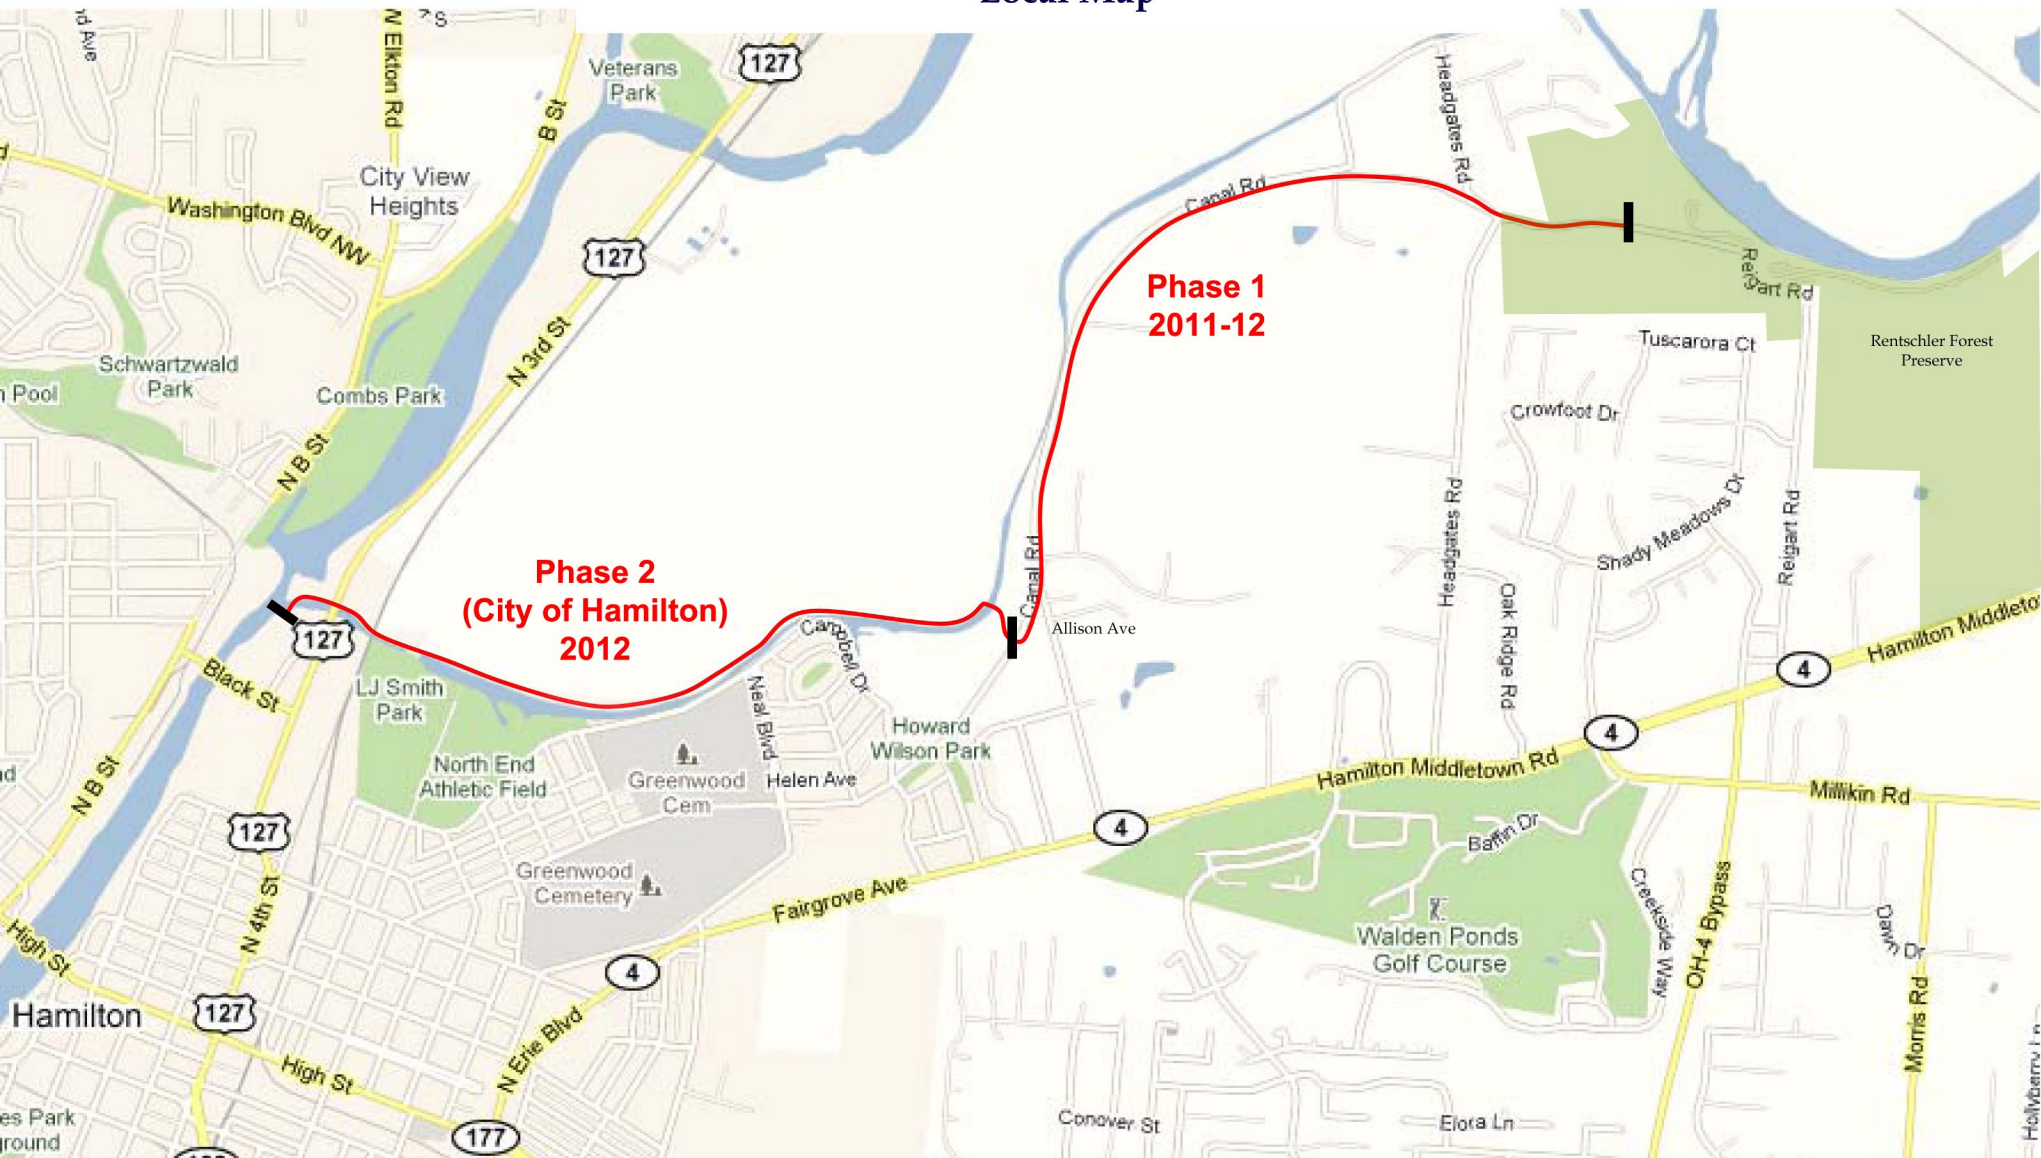 Local Map
N Elkton Rd
B St
Veterans
Park
127
City View
Heights
Washington Blvd NW
127
N 3rd St
Schwartzwald
Park
Combs Park
Pool
N B St
Canal Rd
Headgates Rd
Phase 1
2011-12
Reigart Rd
Rentschler Forest
Preserve
Tuscarora Ct
Crowfoot Dr
Shady Meadows Dr
Headgates Rd
Reigart Rd
Oak Ridge Rd
Phase 2
(City of Hamilton)
2012
Canal Rd
Allison Ave
127
Black St
Campbell Dr
LJ Smith
Park
Neal Blvd
Howard
Wilson Park
North End
Athletic Field
Greenwood
Cem
Helen Ave
Hamilton Middleto
4
4
Hamilton Middletown Rd
Millikin Rd
N B St
127
4
Baffin Dr
Greenwood
Cemetery
Fairgrove Ave
N 4th St
Creekside Way
OH-4 Bypass
Dawn Dr
Morris Rd
Walden Ponds
Golf Course
High St
4
Hamilton
127
N Erie Blvd
High St
177
Conover St
Elora Ln
es Park
round
Hollyberry Ln